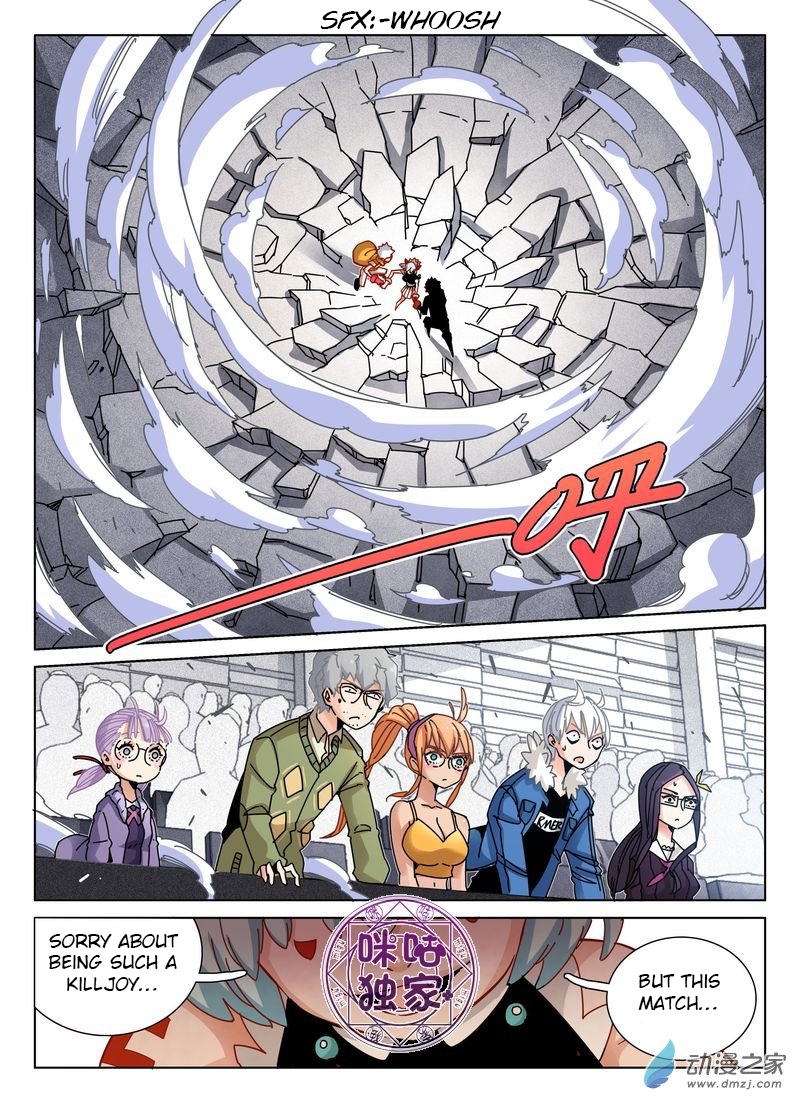 SFX:-WHOOSH
呼
RMER
SORRY ABOUT
BEING SUCH A
KILLJOY...
BUT THIS
MATCH...
咪咕
独家
动漫之家
www.dmzj.com